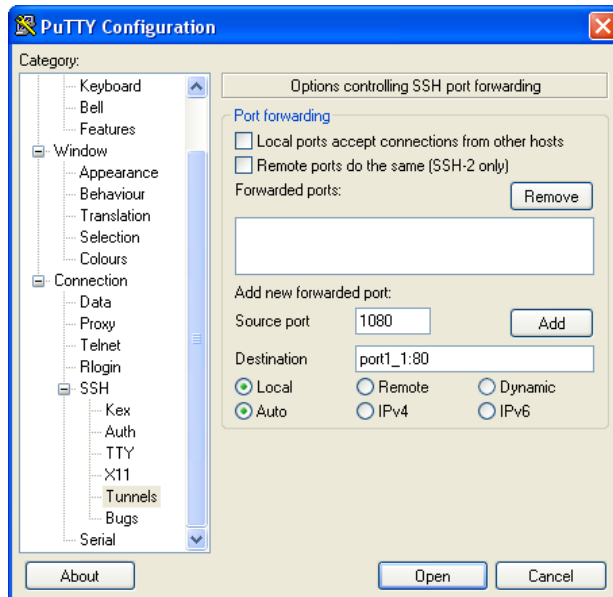 PuTTY Configuration
Category:
Keyboard
Bell
Features
Window
Appearance
Behaviour
Translation
Selection
Colours
Connection
Data
Proxy
Telnet
Rlogin
SSH
Kex
Auth
TTY
X11
Tunnels
Bugs
Serial
Options controlling SSH port forwarding
Port forwarding
Local ports accept connections from other hosts
Remote ports do the same (SSH-2 only)
Forwarded ports:
Remove
Add new forwarded port:
Source port 1080 Add
Destination port1_1:80
Local Remote Dynamic
Auto IPv4 IPv6
About Open Cancel